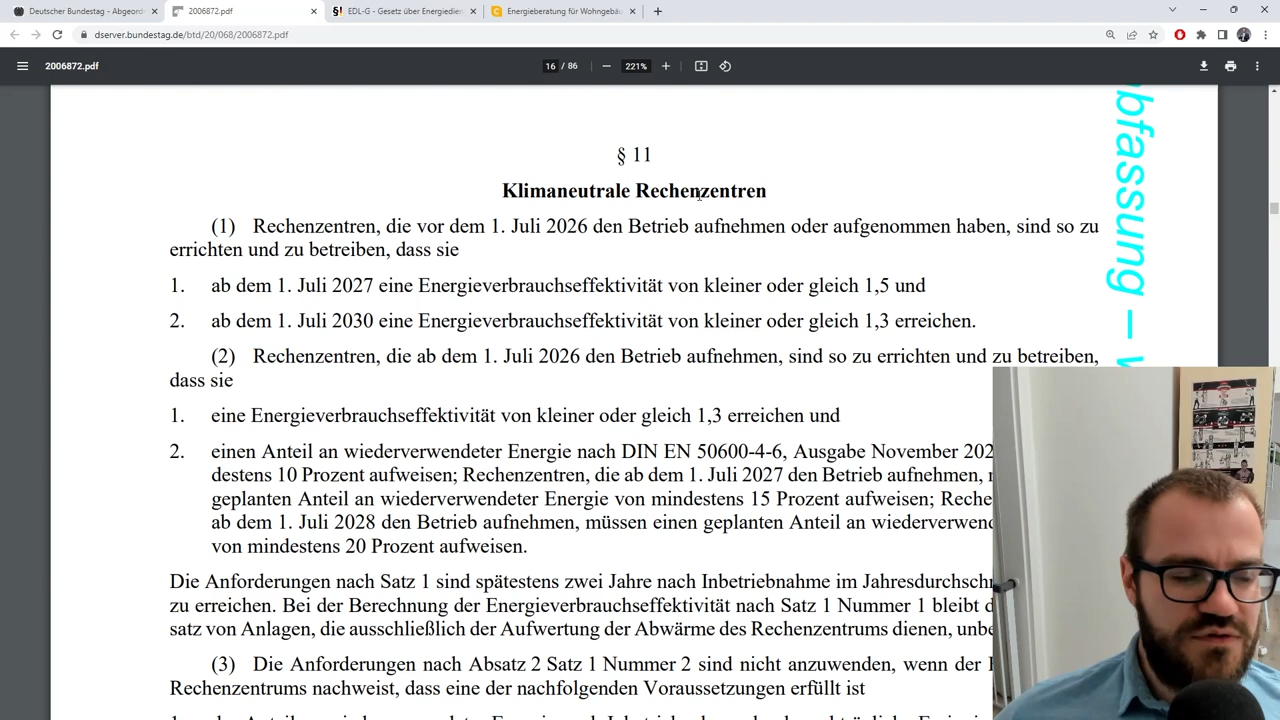 Deutscher Bundestag - Abgeord
2006872.pdf
EDL-G - Gesetz über Energiedien
Energieberatung für Wohngebäu
dserver.bundestag.de/btd/20/068/2006872.pdf
2006872.pdf
16 / 86
221%
§ 11
Klimaneutrale Rechenzentren
(1) Rechenzentren, die vor dem 1. Juli 2026 den Betrieb aufnehmen oder aufgenommen haben, sind so zu
errichten und zu betreiben, dass sie
1. ab dem 1. Juli 2027 eine Energieverbrauchseffektivität von kleiner oder gleich 1,5 und
2. ab dem 1. Juli 2030 eine Energieverbrauchseffektivität von kleiner oder gleich 1,3 erreichen.
(2) Rechenzentren, die ab dem 1. Juli 2026 den Betrieb aufnehmen, sind so zu errichten und zu betreiben,
dass sie
1. eine Energieverbrauchseffektivität von kleiner oder gleich 1,3 erreichen und
2. einen Anteil an wiederverwendeter Energie nach DIN EN 50600-4-6, Ausgabe November 202
destens 10 Prozent aufweisen; Rechenzentren, die ab dem 1. Juli 2027 den Betrieb aufnehmen,
geplanten Anteil an wiederverwendeter Energie von mindestens 15 Prozent aufweisen; Reche
ab dem 1. Juli 2028 den Betrieb aufnehmen, müssen einen geplanten Anteil an wiederverwend
von mindestens 20 Prozent aufweisen.
Die Anforderungen nach Satz 1 sind spätestens zwei Jahre nach Inbetriebnahme im Jahresdurchsch
zu erreichen. Bei der Berechnung der Energieverbrauchseffektivität nach Satz 1 Nummer 1 bleibt d
satz von Anlagen, die ausschließlich der Aufwertung der Abwärme des Rechenzentrums dienen, unbe
(3) Die Anforderungen nach Absatz 2 Satz 1 Nummer 2 sind nicht anzuwenden, wenn der
Rechenzentrums nachweist, dass eine der nachfolgenden Voraussetzungen erfüllt ist
bfassung – v